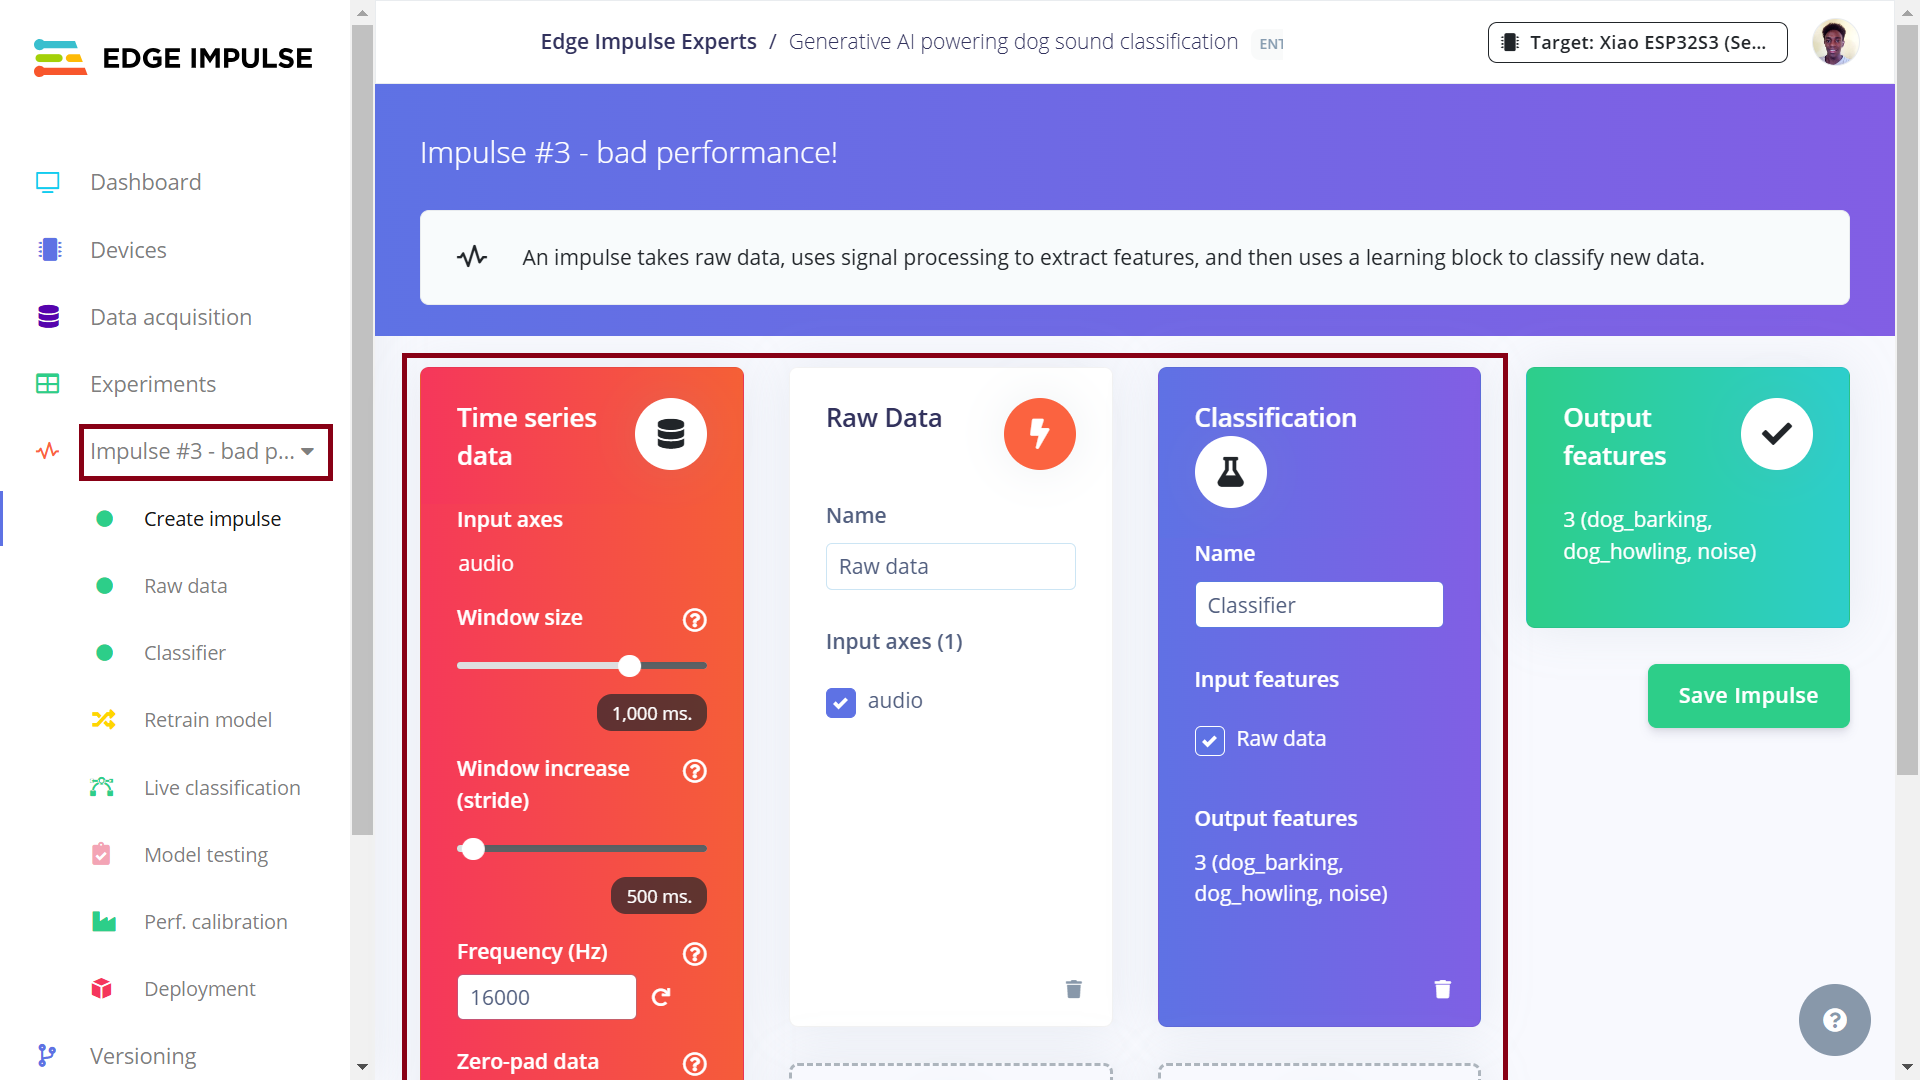 EDGE IMPULSE
Edge Impulse Experts / Generative AI powering dog sound classification ENT
Target: Xiao ESP32S3 (Se...
Dashboard
Devices
Data acquisition
Experiments
Impulse #3 - bad p...
Create impulse
Raw data
Classifier
Retrain model
Live classification
Model testing
Perf. calibration
Deployment
Versioning
Impulse #3 - bad performance!
An impulse takes raw data, uses signal processing to extract features, and then uses a learning block to classify new data.
Time series
data
Input axes
audio
Window size
1,000 ms.
Window increase
(stride)
500 ms.
Frequency (Hz)
16000
Zero-pad data
Raw Data
Name
Raw data
Input axes (1)
audio
Classification
Name
Classifier
Input features
Raw data
Output features
3 (dog_barking,
dog_howling, noise)
Output
features
3 (dog_barking,
dog_howling, noise)
Save Impulse